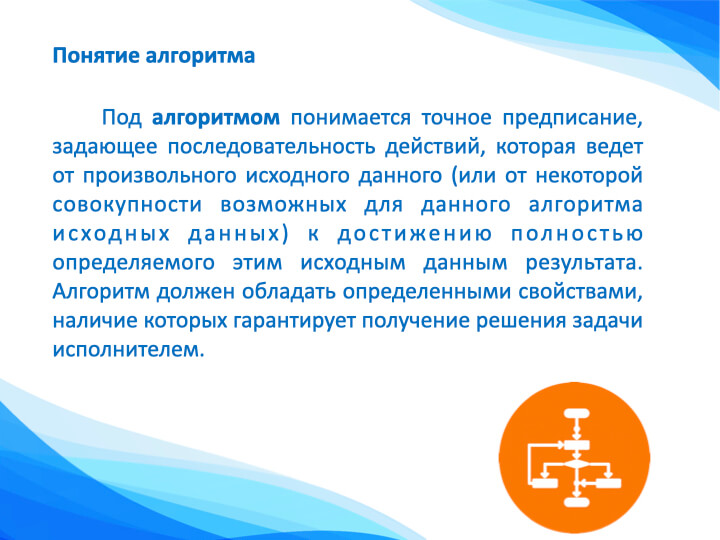 Понятие алгоритма
Под алгоритмом понимается точное предписание,
задающее последовательность действий, которая ведет
от произвольного исходного данного (или от некоторой
совокупности возможных для данного алгоритма
исходных данных) к достижению полностью
определяемого этим исходным данным результата.
Алгоритм должен обладать определенными свойствами,
наличие которых гарантирует получение решения задачи
исполнителем.